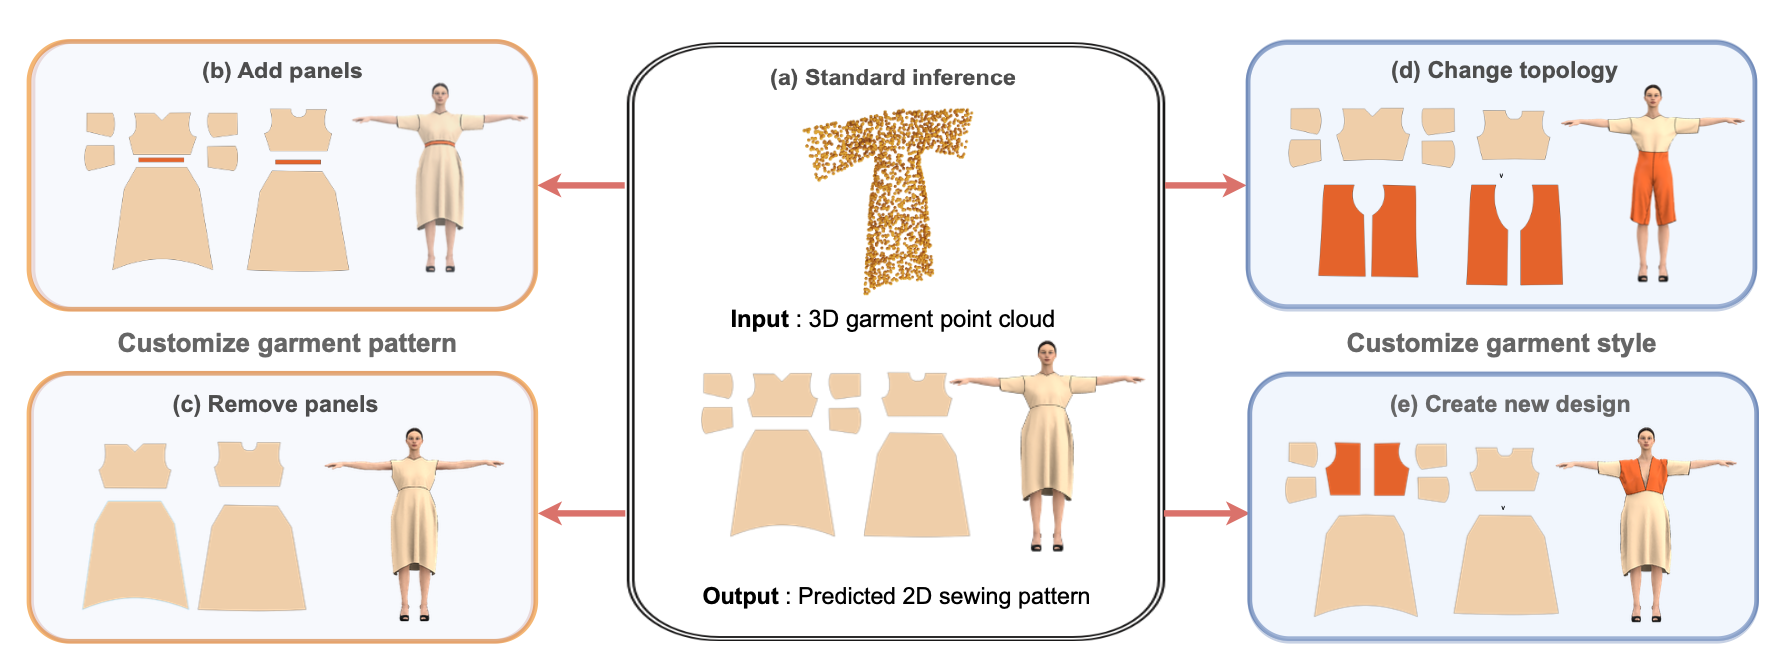 (b) Add panels
(a) Standard inference
(d) Change topology
Input : 3D garment point cloud
Customize garment pattern
Customize garment style
(c) Remove panels
(e) Create new design
Output : Predicted 2D sewing pattern
v
v